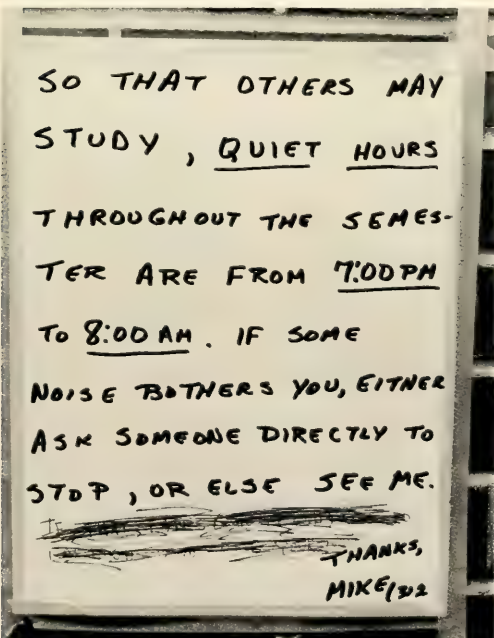 SO THAT OTHERS MAY
STUDY, QUIET HOURS
THROUGHOUT THE SEMES-
TER ARE FROM 7:00 PM
TO 8:00 AM. IF SOME
NOISE BOTHERS YOU, EITHER
ASK SOMEONE DIRECTLY TO
STOP, OR ELSE SEE ME.
THANKS,
MIKE/312